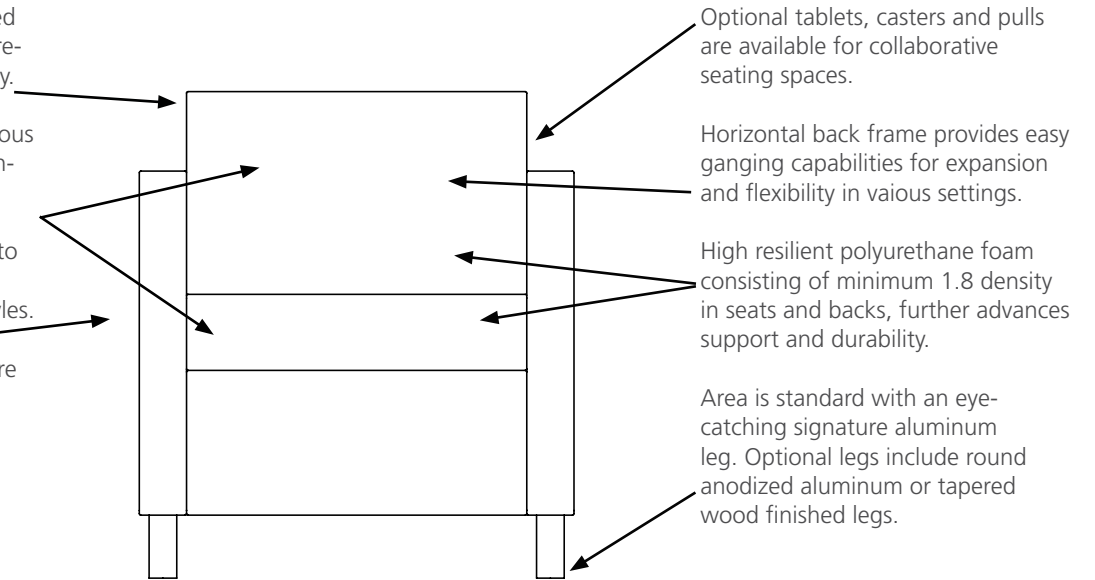 ed
re-
y.
ous
n-
to
les.
re
Optional tablets, casters and pulls
are available for collaborative
seating spaces.
Horizontal back frame provides easy
ganging capabilities for expansion
and flexibility in vaious settings.
High resilient polyurethane foam
consisting of minimum 1.8 density
in seats and backs, further advances
support and durability.
Area is standard with an eye-
catching signature aluminum
leg. Optional legs include round
anodized aluminum or tapered
wood finished legs.